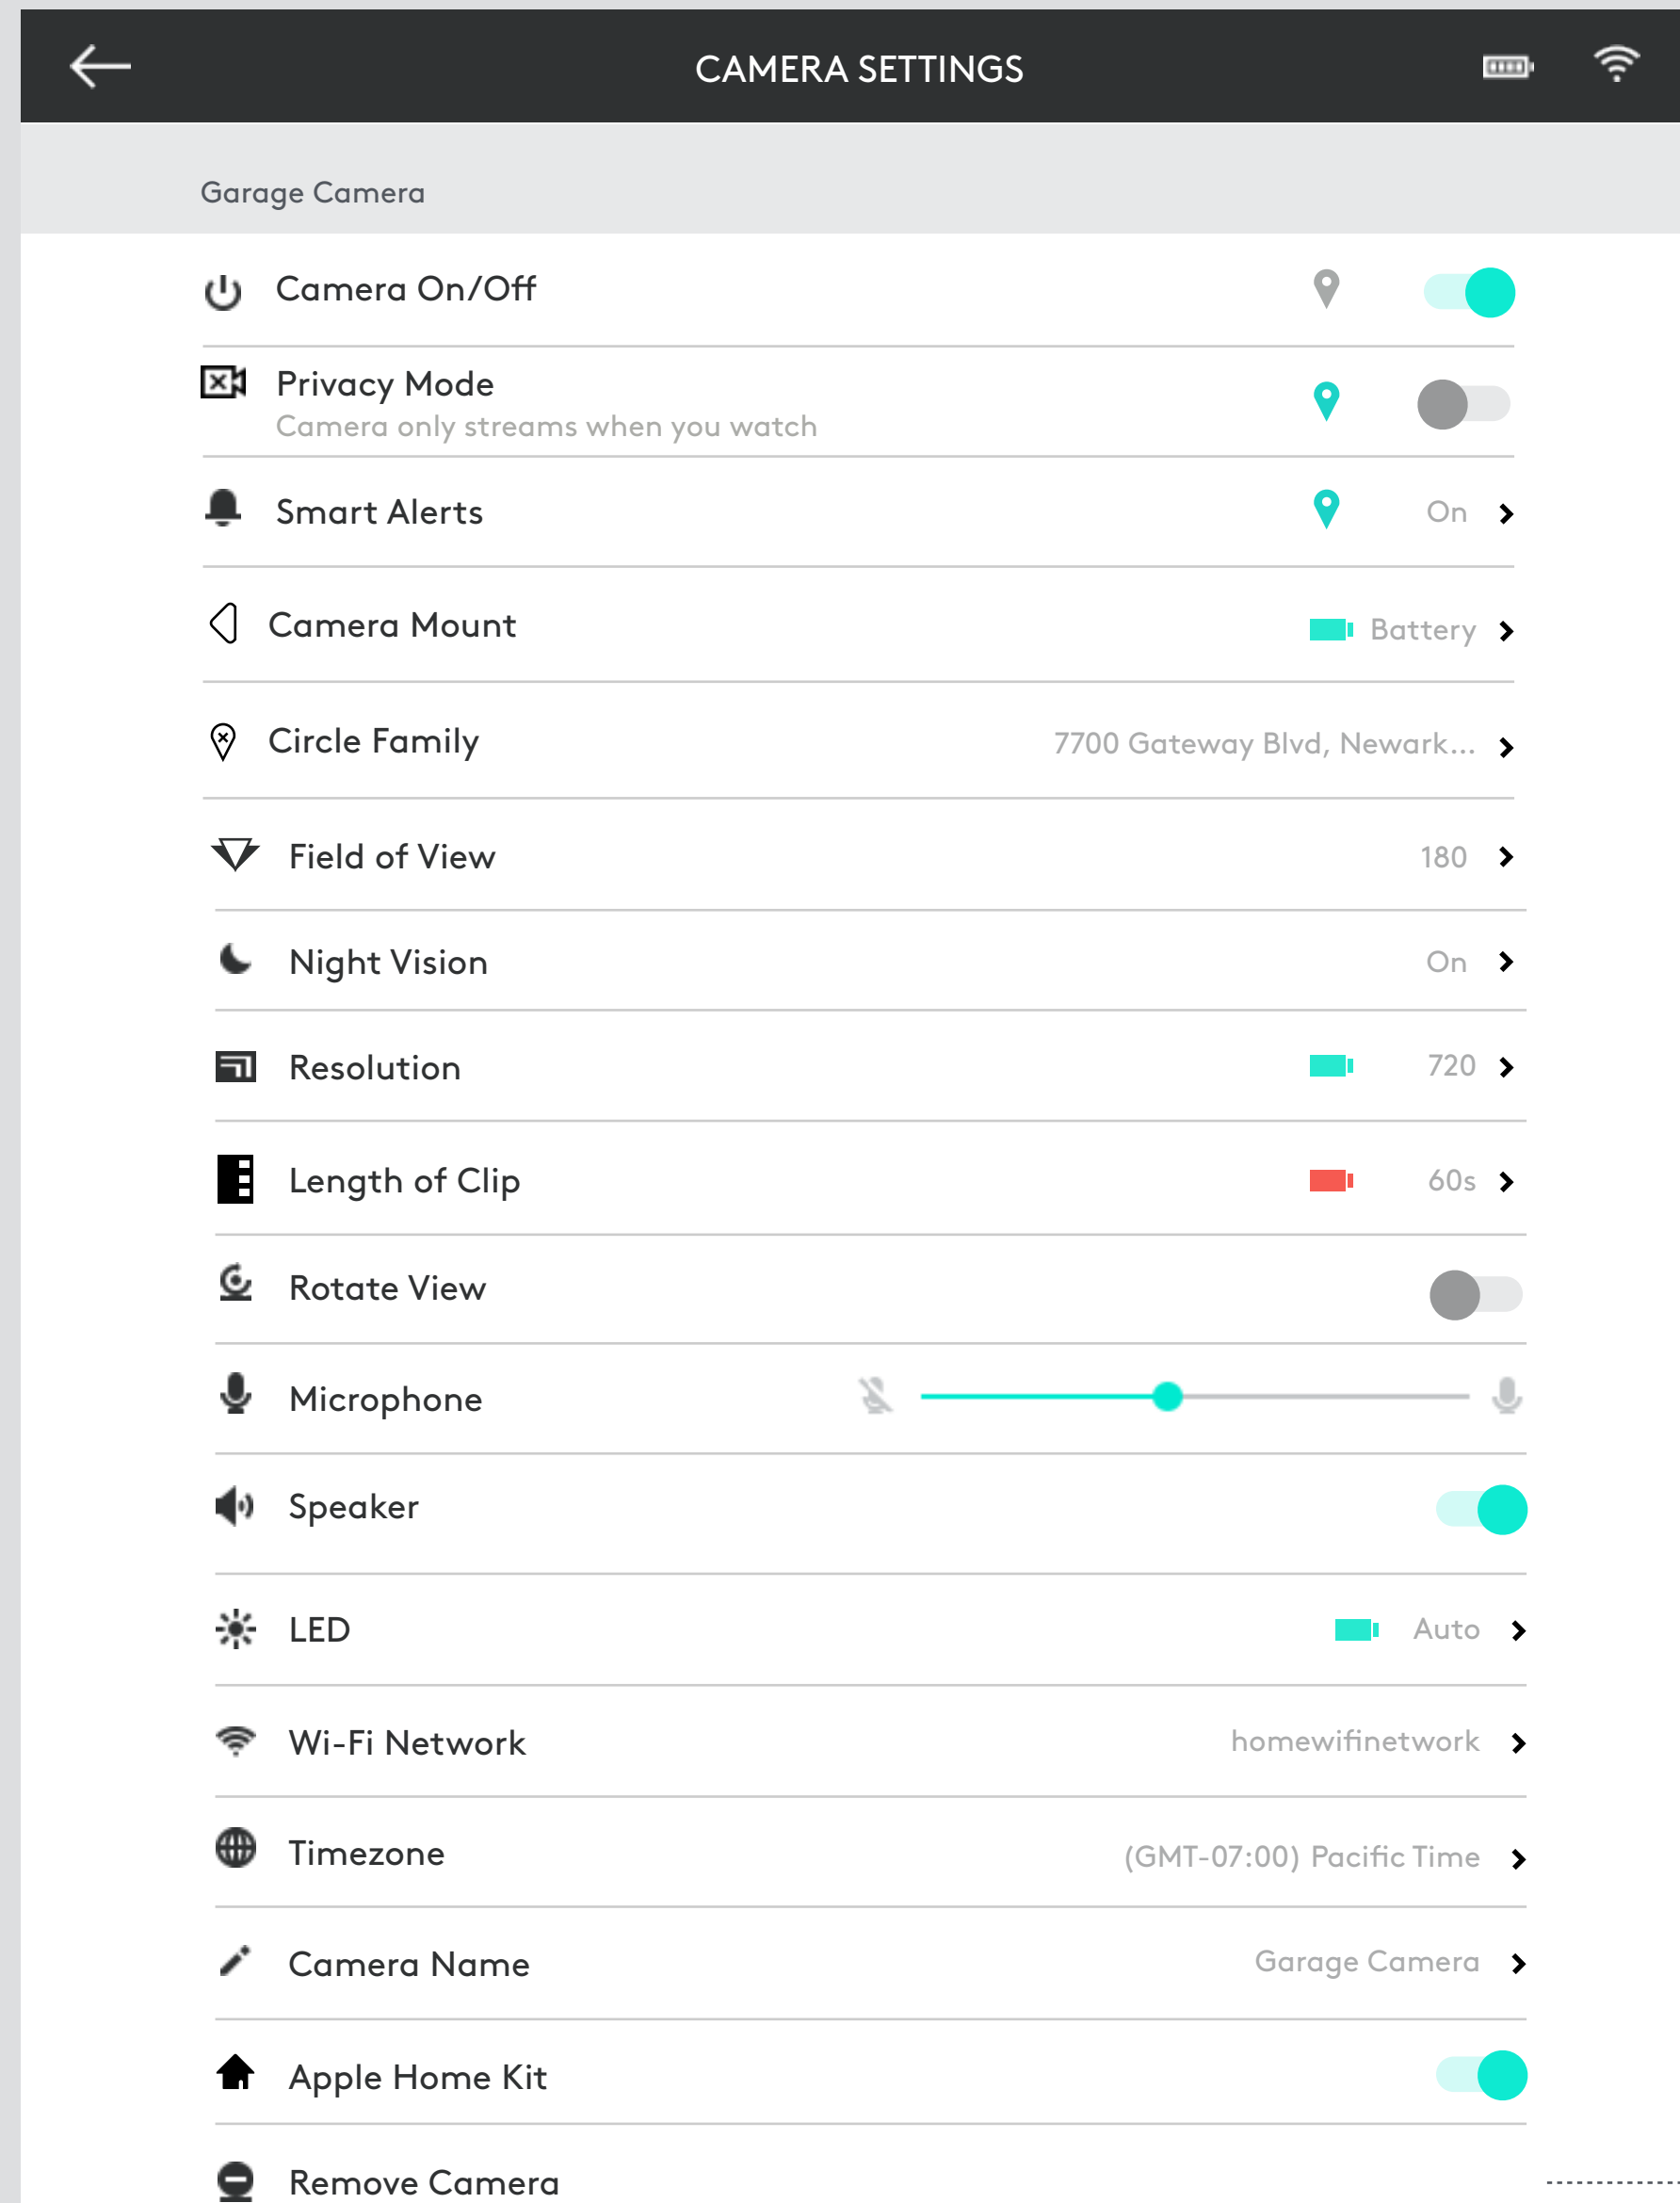 CAMERA SETTINGS
Garage Camera
Camera On/Off
Privacy Mode
Camera only streams when you watch
Smart Alerts On
Camera Mount Battery
Circle Family 7700 Gateway Blvd, Newark...
Field of View 180
Night Vision On
Resolution 720
Length of Clip 60s
Rotate View
Microphone
Speaker
LED Auto
Wi-Fi Network homewifinetwork
Timezone (GMT-07:00) Pacific Time
Camera Name Garage Camera
Apple Home Kit
Remove Camera